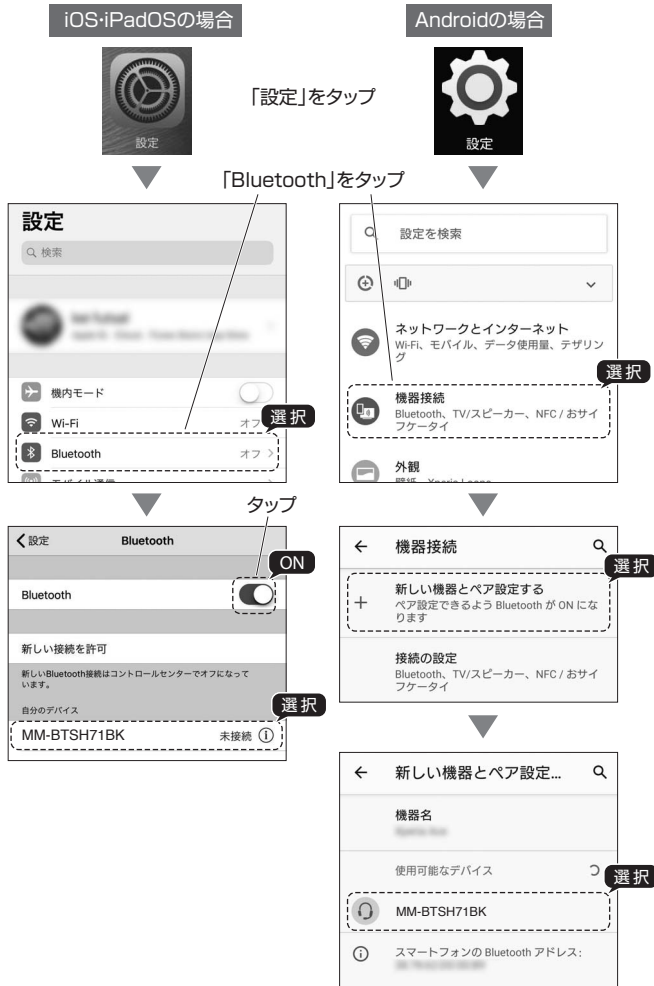 iOS・iPadOSの場合
設定
「設定」をタップ
Androidの場合
設定
「Bluetooth」をタップ
設定
検索
機内モード
Wi-Fi
オフ
選択
Bluetooth
オフ
モバイル通信
タップ
設定
Bluetooth
ON
Bluetooth
新しい接続を許可
新しいBluetooth接続はコントロールセンターでオフになって
います。
自分のデバイス
選択
MM-BTSH71BK
未接続
設定を検索
ネットワークとインターネット
Wi-Fi、モバイル、データ使用量、テザリン
グ
選択
機器接続
Bluetooth、TV/スピーカー、NFC / おサイ
フケータイ
外観
機器接続
選択
新しい機器とペア設定する
ペア設定できるよう Bluetooth が ON にな
ります
接続の設定
Bluetooth、TV/スピーカー、NFC / おサイ
フケータイ
新しい機器とペア設定...
機器名
使用可能なデバイス
選択
MM-BTSH71BK
スマートフォンの Bluetooth アドレス: